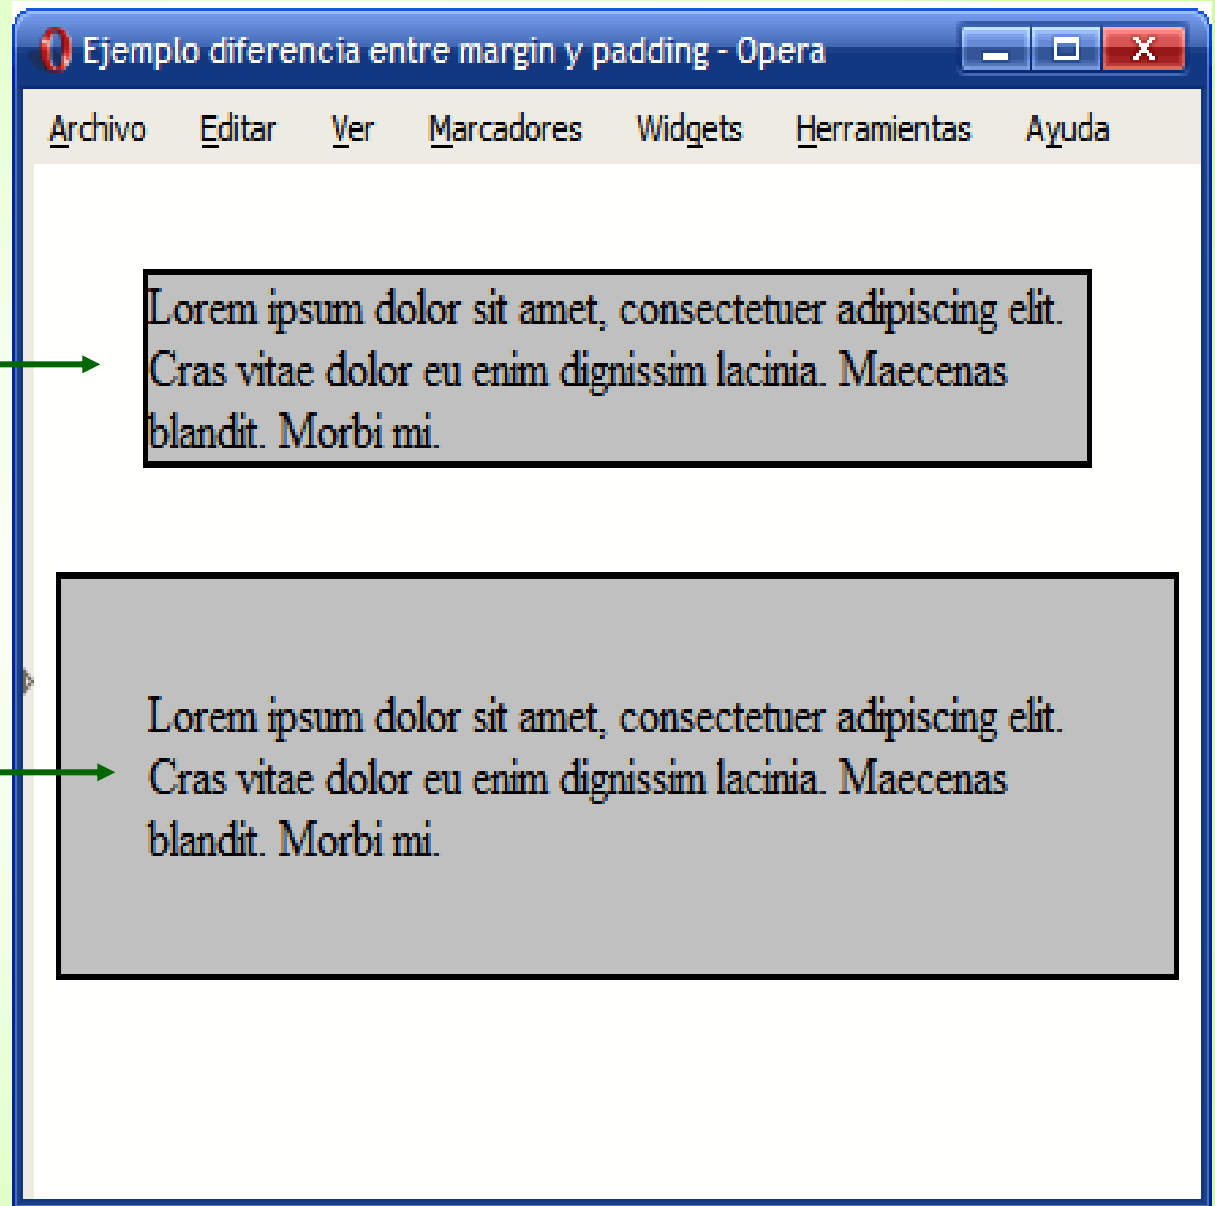 Ejemplo diferencia entre margin y padding - Opera
Archivo Editar Ver Marcadores Widgets Herramientas Ayuda
Lorem ipsum dolor sit amet, consectetuer adipiscing elit.
Cras vitae dolor eu enim dignissim lacinia. Maecenas
blandit. Morbi mi.
Lorem ipsum dolor sit amet, consectetuer adipiscing elit.
Cras vitae dolor eu enim dignissim lacinia. Maecenas
blandit. Morbi mi.